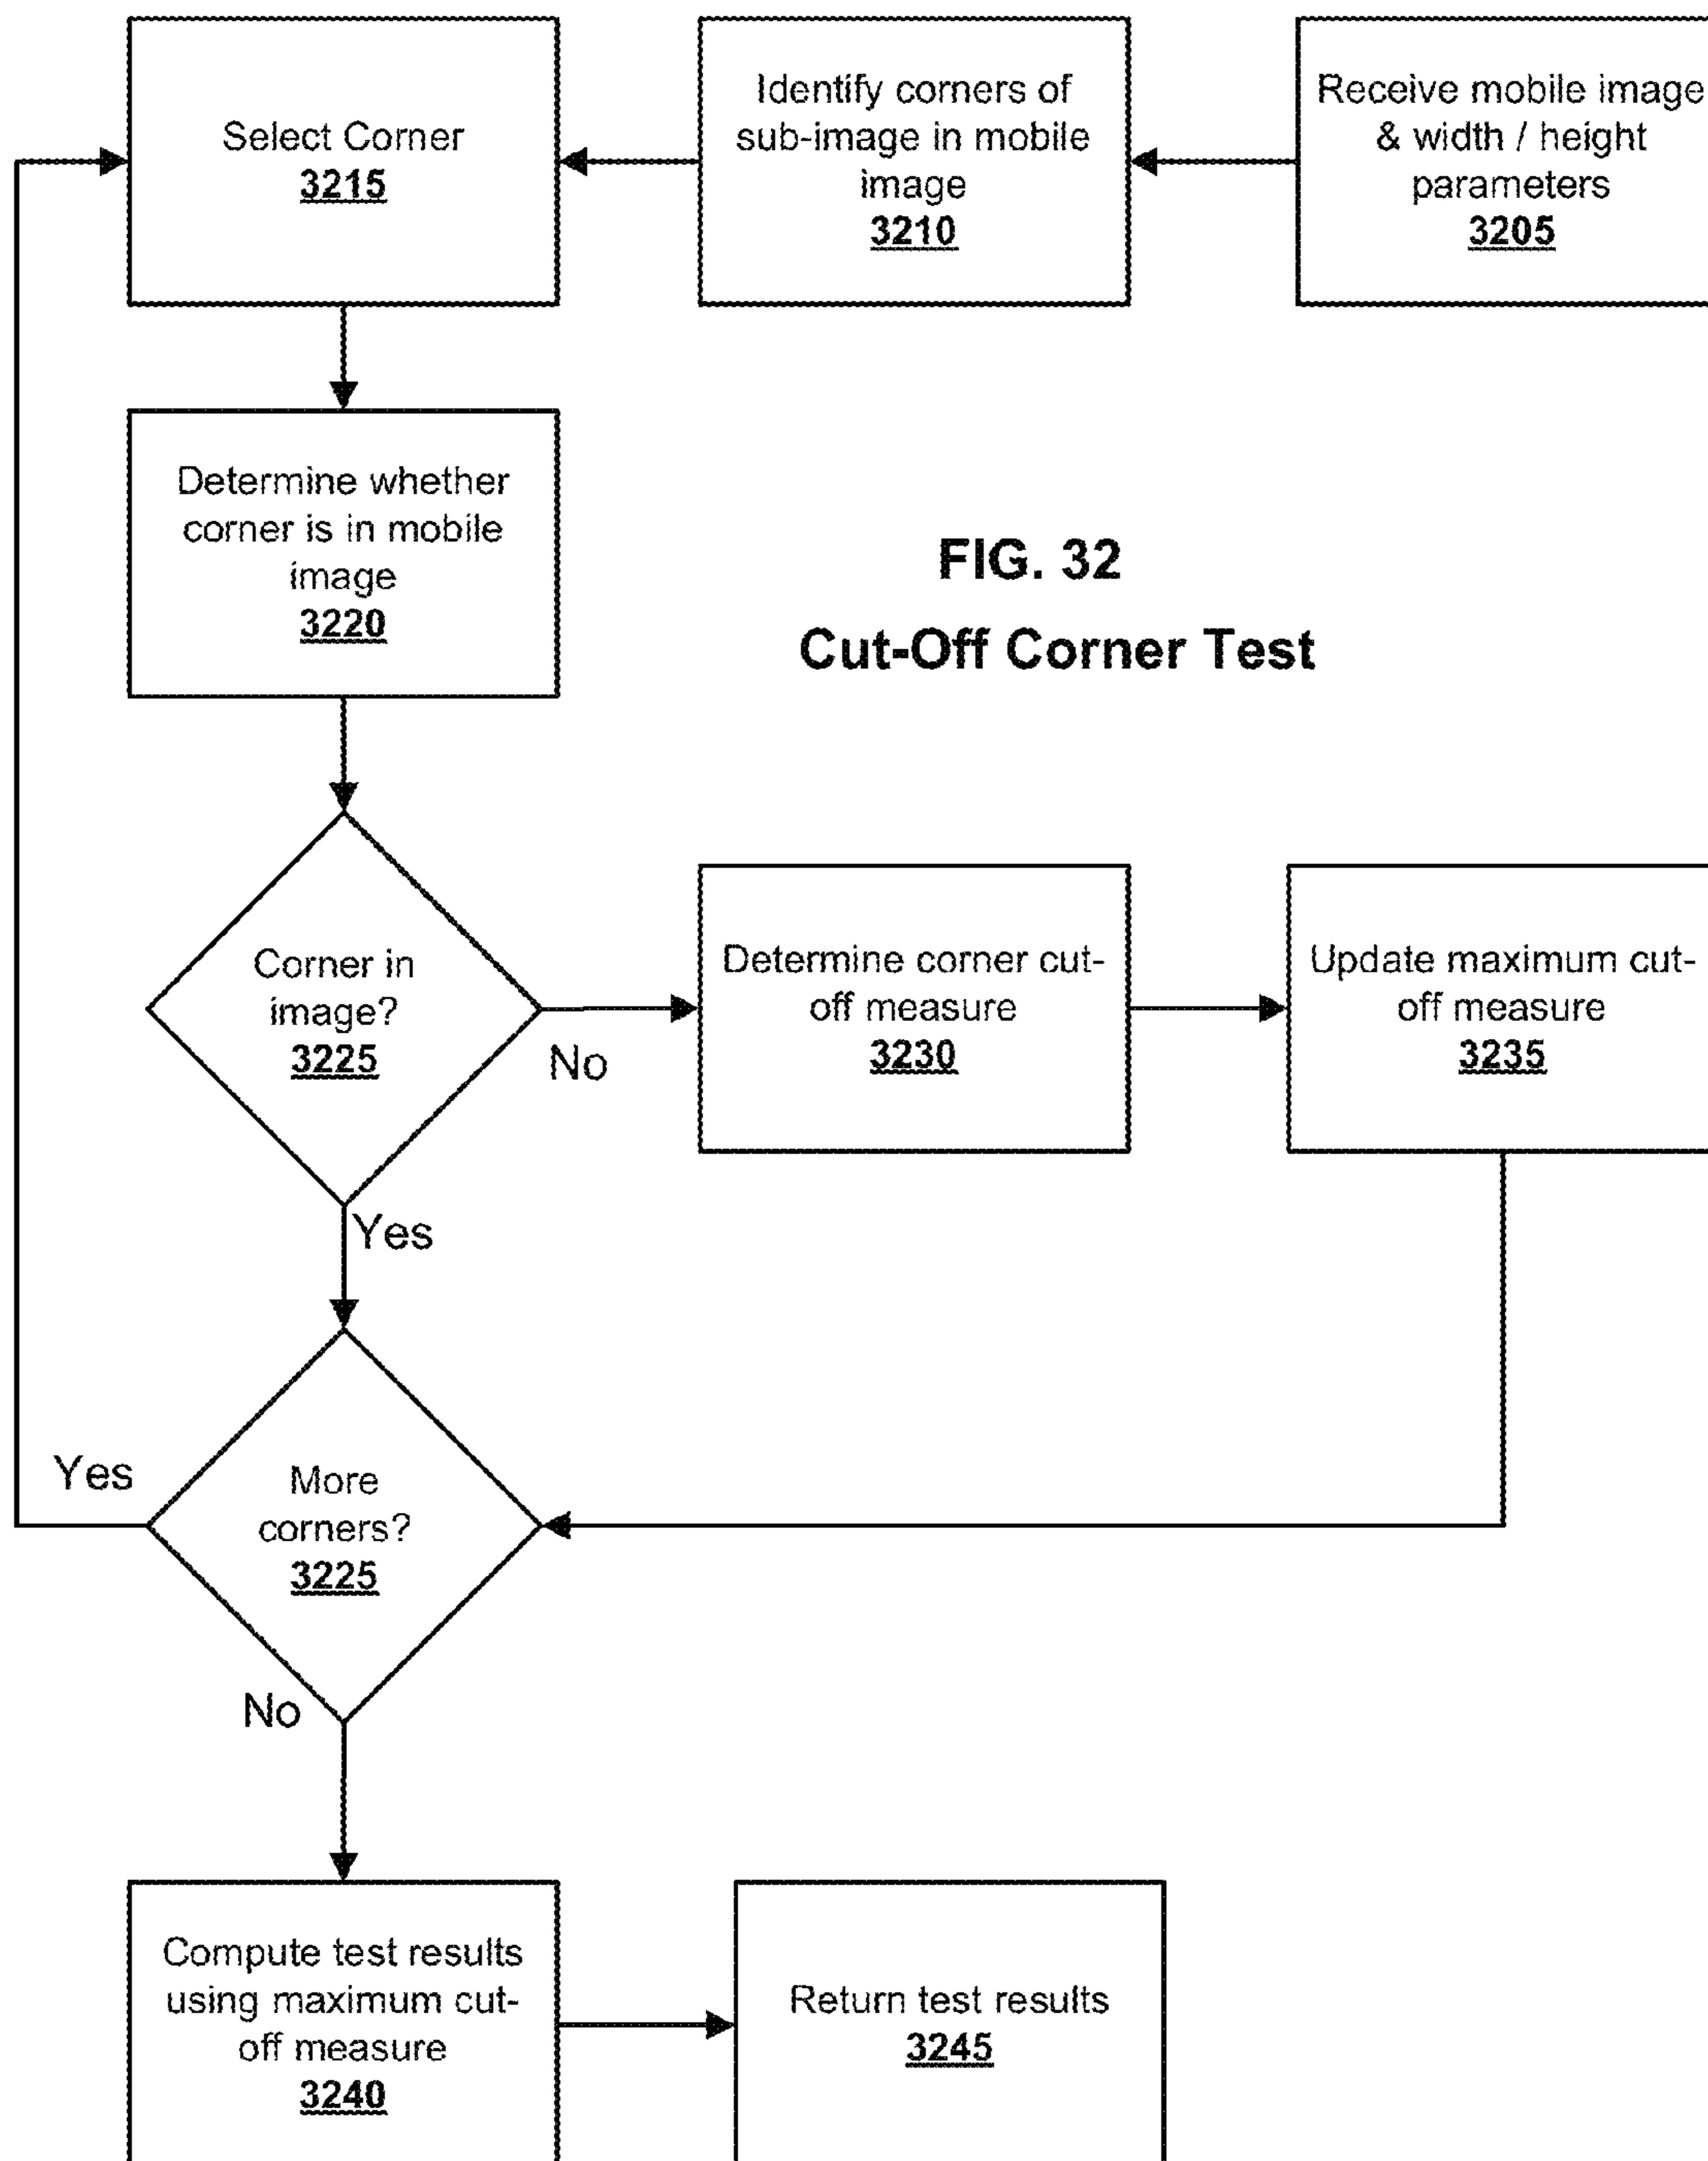 Receive mobile image
& width / height
parameters
3205
Identify corners of
sub-image in mobile
image
3210
Select Corner
3215
Determine whether
corner is in mobile
image
3220
FIG. 32
Cut-Off Corner Test
Corner in
image?
3225
No
Determine corner cut-
off measure
3230
Update maximum cut-
off measure
3235
Yes
More
corners?
3225
Yes
No
Compute test results
using maximum cut-
off measure
3240
Return test results
3245